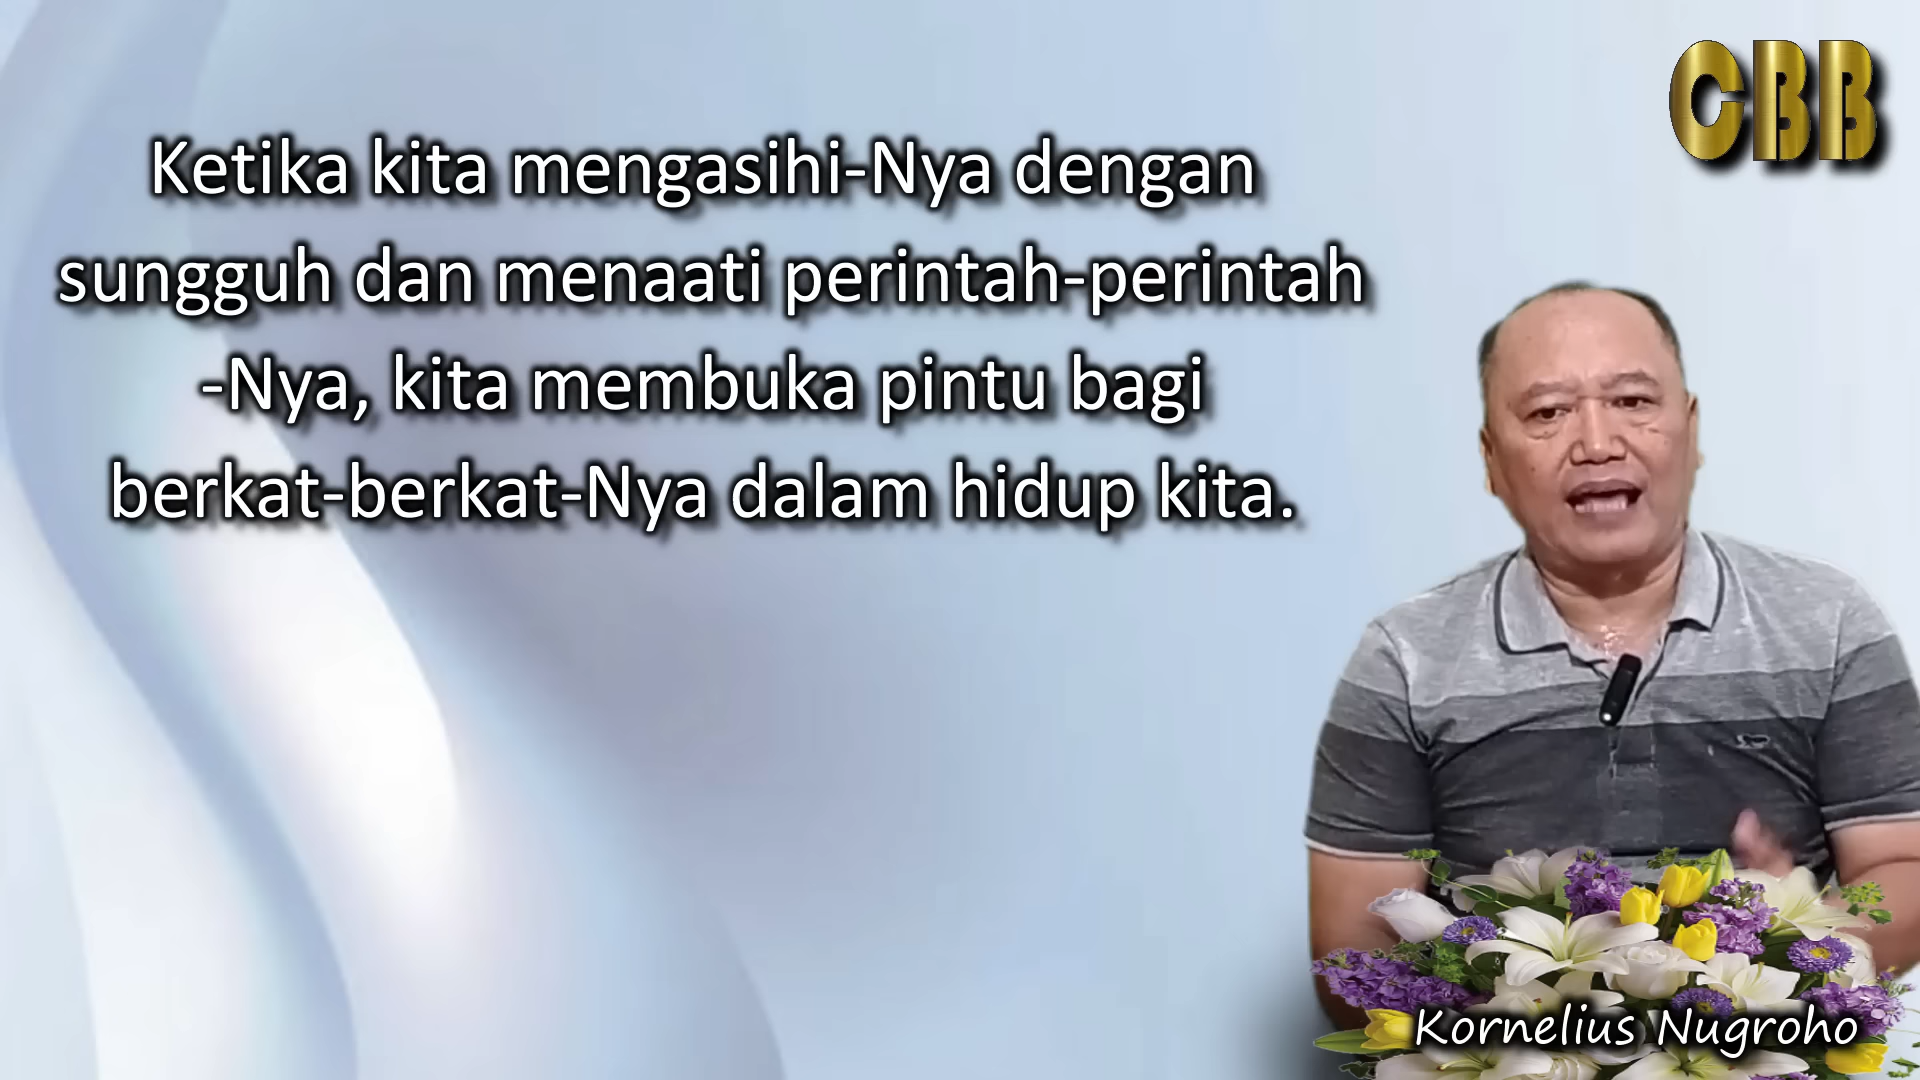 CBB
Ketika kita mengasihi-Nya dengan
sungguh dan menaati perintah-perintah
-Nya, kita membuka pintu bagi
berkat-berkat-Nya dalam hidup kita.
Kornelius Nugroho